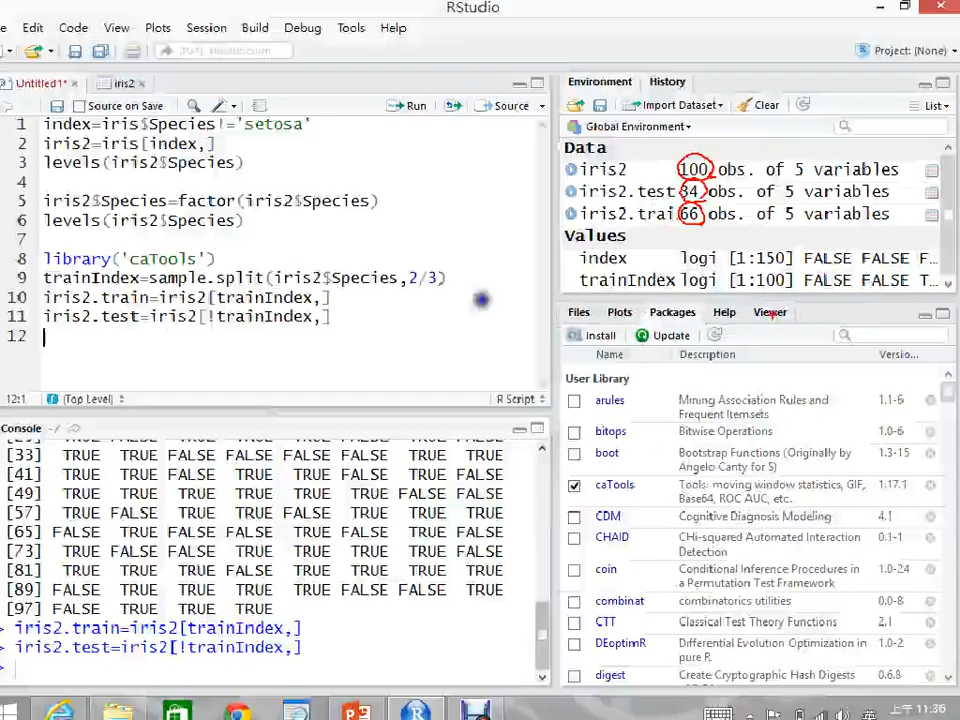 RStudio
Edit Code View Plots Session Build Debug Tools Help
Project: (None)
Untitled1* iris2
Source on Save Run Source
1 index=iris$Species!='setosa'
2 iris2=iris[index,]
3 levels(iris2$Species)
4
5 iris2$Species=factor(iris2$Species)
6 levels(iris2$Species)
7
8 library('caTools')
9 trainIndex=sample.split(iris2$Species,2/3)
10 iris2.train=iris2[trainIndex,]
11 iris2.test=iris2[!trainIndex,]
12
12:1 (Top Level) R Script
Console
[33] TRUE TRUE FALSE FALSE FALSE FALSE TRUE TRUE
[41] TRUE TRUE TRUE TRUE TRUE TRUE TRUE TRUE
[49] TRUE TRUE TRUE TRUE TRUE TRUE FALSE FALSE
[57] TRUE FALSE TRUE TRUE FALSE TRUE TRUE TRUE
[65] FALSE TRUE TRUE TRUE TRUE FALSE TRUE FALSE
[73] TRUE FALSE FALSE TRUE TRUE TRUE TRUE FALSE
[81] TRUE TRUE TRUE FALSE TRUE TRUE TRUE TRUE
[89] FALSE TRUE TRUE TRUE FALSE FALSE FALSE TRUE
[97] FALSE TRUE TRUE TRUE
> iris2.train=iris2[trainIndex,]
> iris2.test=iris2[!trainIndex,]
>
Environment History
Import Dataset Clear List
Global Environment
Data
iris2 100 obs. of 5 variables
iris2.test 34 obs. of 5 variables
iris2.trai 66 obs. of 5 variables
Values
index logi [1:150] FALSE FALSE F…
trainIndex logi [1:100] FALSE FALSE T…
Files Plots Packages Help Viewer
Install Update
Name Description Versio...
User Library
arules Mining Association Rules and Frequent Itemsets 1.1-6
bitops Bitwise Operations 1.0-6
boot Bootstrap Functions (Originally by Angelo Canty for S) 1.3-15
caTools Tools: moving window statistics, GIF, Base64, ROC AUC, etc. 1.17.1
CDM Cognitive Diagnosis Modeling 4.1
CHAID CHi-squared Automated Interaction Detection 0.1-1
coin Conditional Inference Procedures in a Permutation Test Framework 1.0-24
combinat combinatorics utilities 0.0-8
CTT Classical Test Theory Functions 2.1
DEoptimR Differential Evolution Optimization in pure R 1.0-2
digest Create Cryptographic Hash Digests 0.6.8
上午 11:36